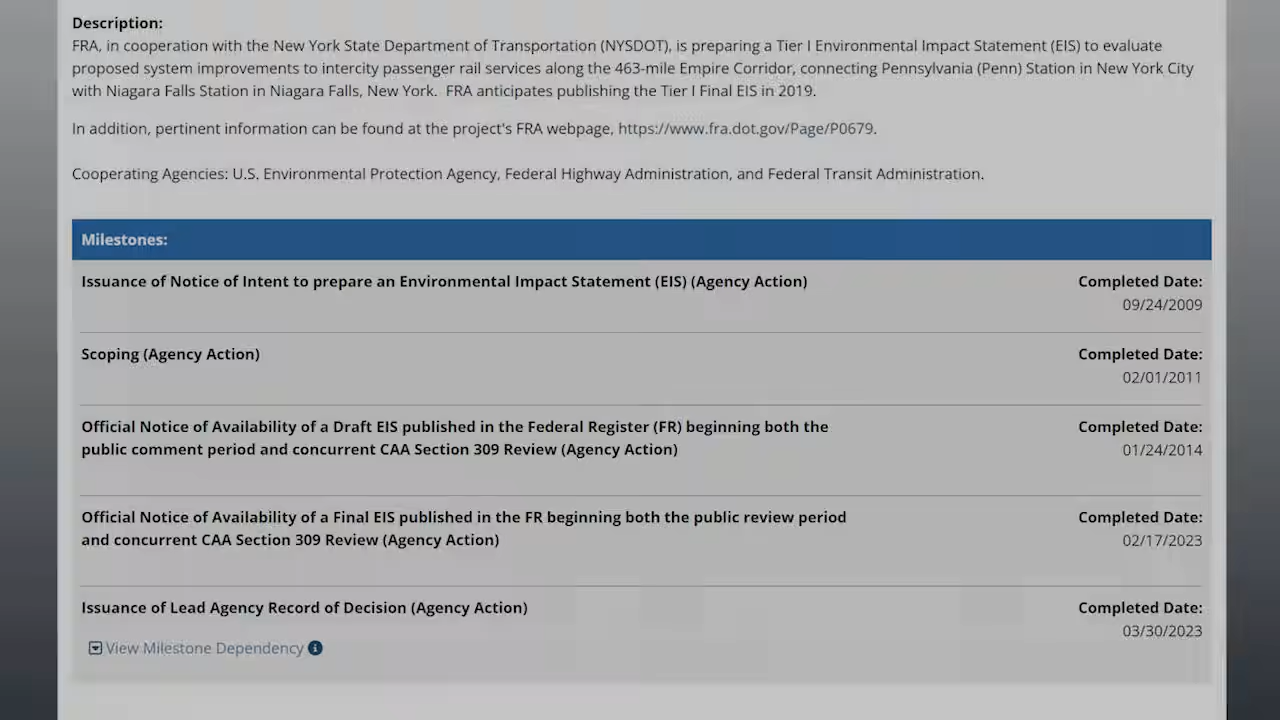 Description:
FRA, in cooperation with the New York State Department of Transportation (NYSDOT), is preparing a Tier I Environmental Impact Statement (EIS) to evaluate
proposed system improvements to intercity passenger rail services along the 463-mile Empire Corridor, connecting Pennsylvania (Penn) Station in New York City
with Niagara Falls Station in Niagara Falls, New York.  FRA anticipates publishing the Tier I Final EIS in 2019.
In addition, pertinent information can be found at the project's FRA webpage, https://www.fra.dot.gov/Page/P0679.
Cooperating Agencies: U.S. Environmental Protection Agency, Federal Highway Administration, and Federal Transit Administration.
Milestones:
Issuance of Notice of Intent to prepare an Environmental Impact Statement (EIS) (Agency Action)
Completed Date:
09/24/2009
Scoping (Agency Action)
Completed Date:
02/01/2011
Official Notice of Availability of a Draft EIS published in the Federal Register (FR) beginning both the
public comment period and concurrent CAA Section 309 Review (Agency Action)
Completed Date:
01/24/2014
Official Notice of Availability of a Final EIS published in the FR beginning both the public review period
and concurrent CAA Section 309 Review (Agency Action)
Completed Date:
02/17/2023
Issuance of Lead Agency Record of Decision (Agency Action)
Completed Date:
03/30/2023
View Milestone Dependency